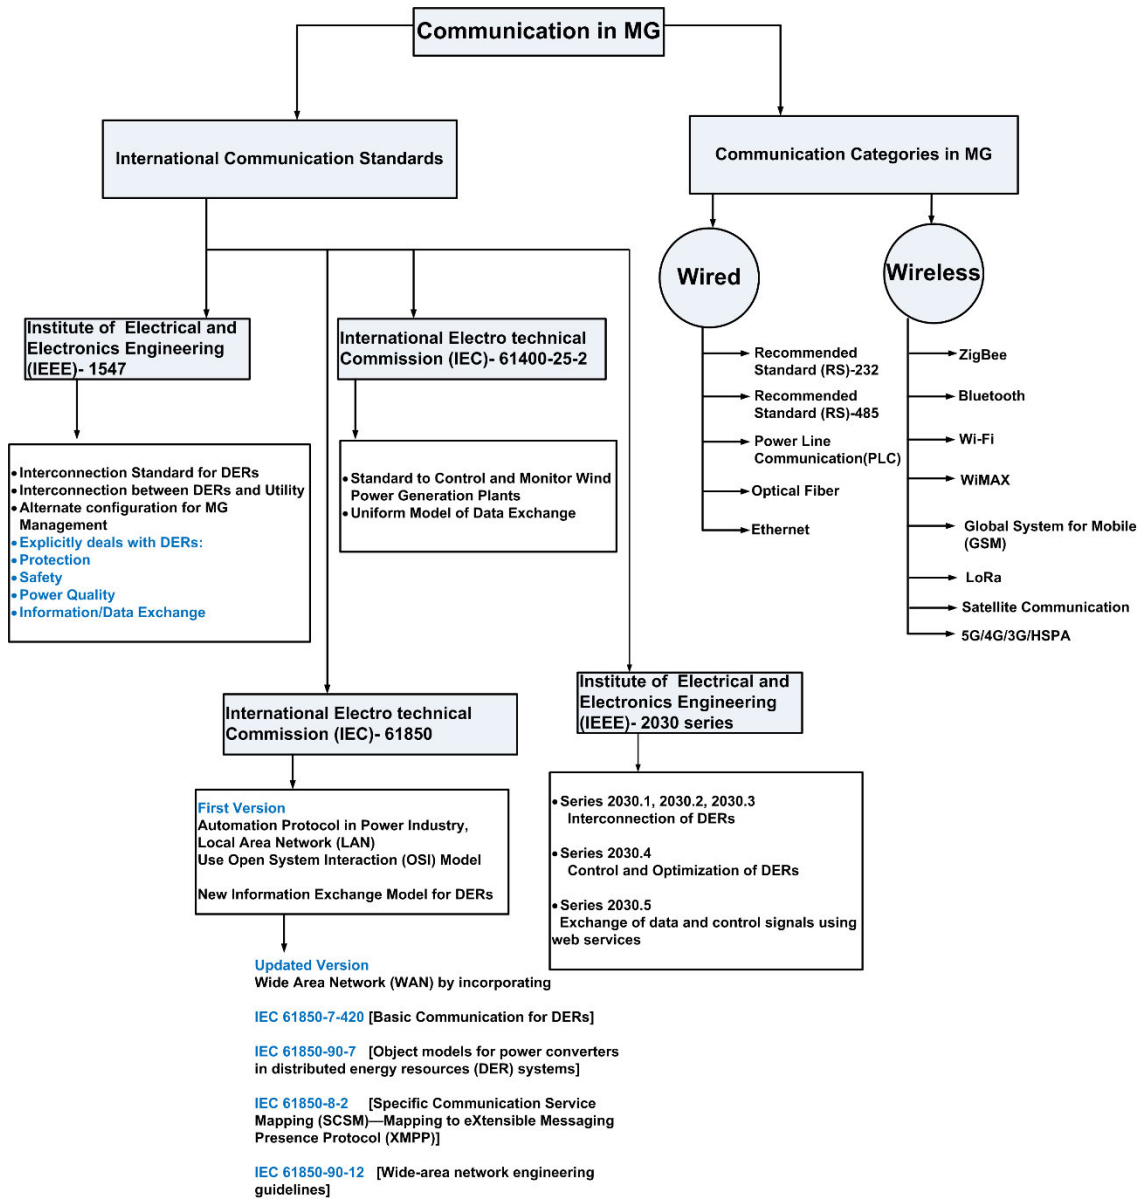 Communication in MG
International Communication Standards
Communication Categories in MG
Wired
Wireless
Institute of Electrical and
Electronics Engineering
(IEEE)- 1547
International Electro technical
Commission (IEC)- 61400-25-2
Recommended
Standard (RS)-232
Recommended
Standard (RS)-485
Power Line
Communication(PLC)
Optical Fiber
Ethernet
ZigBee
Bluetooth
Wi-Fi
WiMAX
Global System for Mobile
(GSM)
LoRa
Satellite Communication
5G/4G/3G/HSPA
• Interconnection Standard for DERs
• Interconnection between DERs and Utility
• Alternate configuration for MG
Management
• Explicitly deals with DERs:
• Protection
• Safety
• Power Quality
• Information/Data Exchange
• Standard to Control and Monitor Wind
Power Generation Plants
• Uniform Model of Data Exchange
International Electro technical
Commission (IEC)- 61850
Institute of Electrical and
Electronics Engineering
(IEEE)- 2030 series
First Version
Automation Protocol in Power Industry,
Local Area Network (LAN)
Use Open System Interaction (OSI) Model
New Information Exchange Model for DERs
• Series 2030.1, 2030.2, 2030.3
Interconnection of DERs
• Series 2030.4
Control and Optimization of DERs
• Series 2030.5
Exchange of data and control signals using
web services
Updated Version
Wide Area Network (WAN) by incorporating
IEC 61850-7-420 [Basic Communication for DERs]
IEC 61850-90-7 [Object models for power converters
in distributed energy resources (DER) systems]
IEC 61850-8-2 [Specific Communication Service
Mapping (SCSM)—Mapping to eXtensible Messaging
Presence Protocol (XMPP)]
IEC 61850-90-12 [Wide-area network engineering
guidelines]